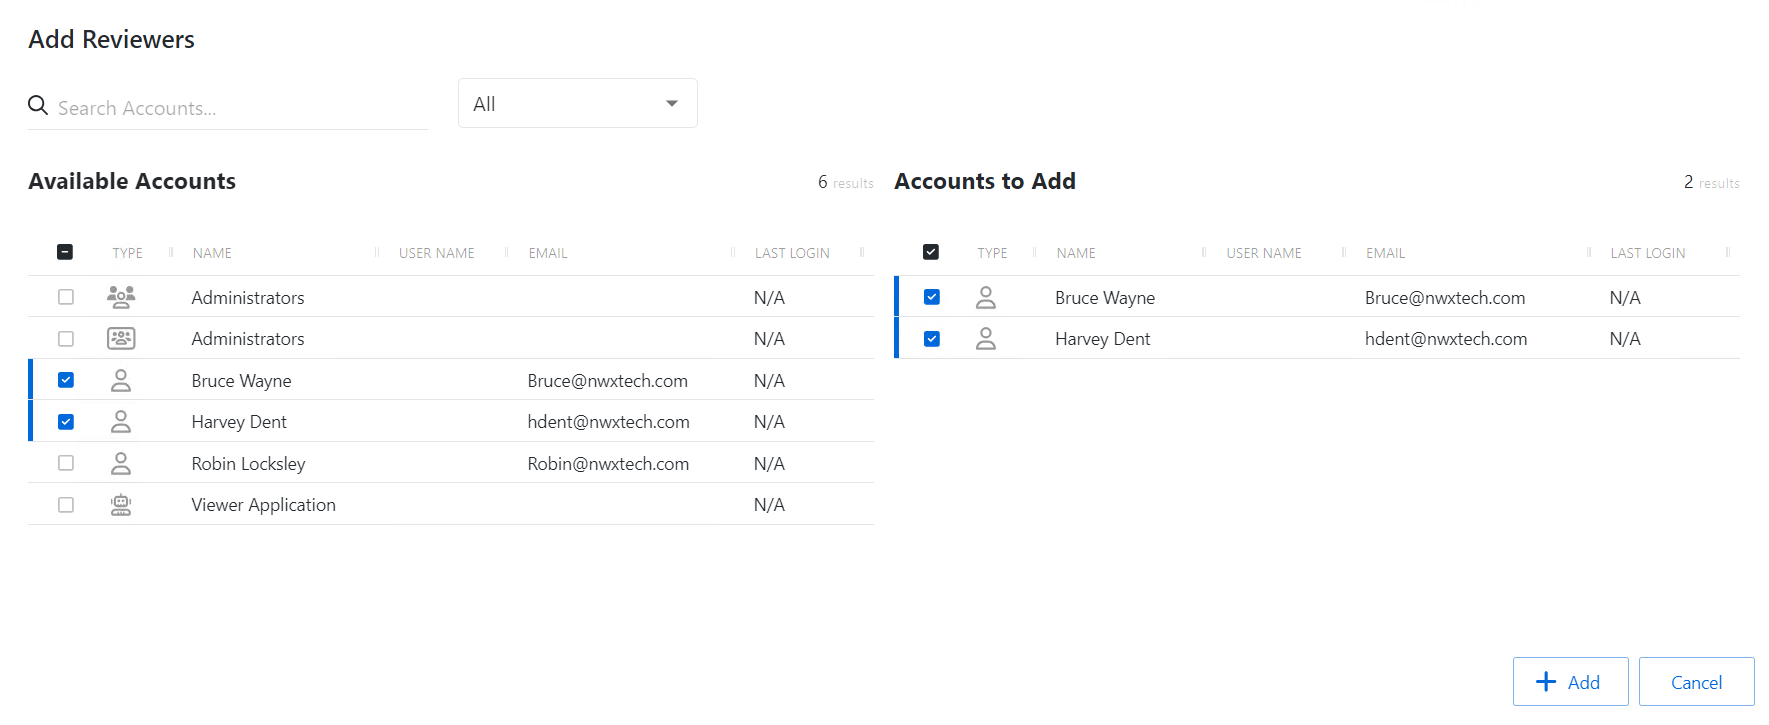 Add Reviewers
Search Accounts...
All
Available Accounts 6 results
TYPE NAME USER NAME EMAIL LAST LOGIN
Administrators N/A
Administrators N/A
Bruce Wayne Bruce@nwxtech.com N/A
Harvey Dent hdent@nwxtech.com N/A
Robin Locksley Robin@nwxtech.com N/A
Viewer Application N/A
Accounts to Add 2 results
TYPE NAME USER NAME EMAIL LAST LOGIN
Bruce Wayne Bruce@nwxtech.com N/A
Harvey Dent hdent@nwxtech.com N/A
Add Cancel